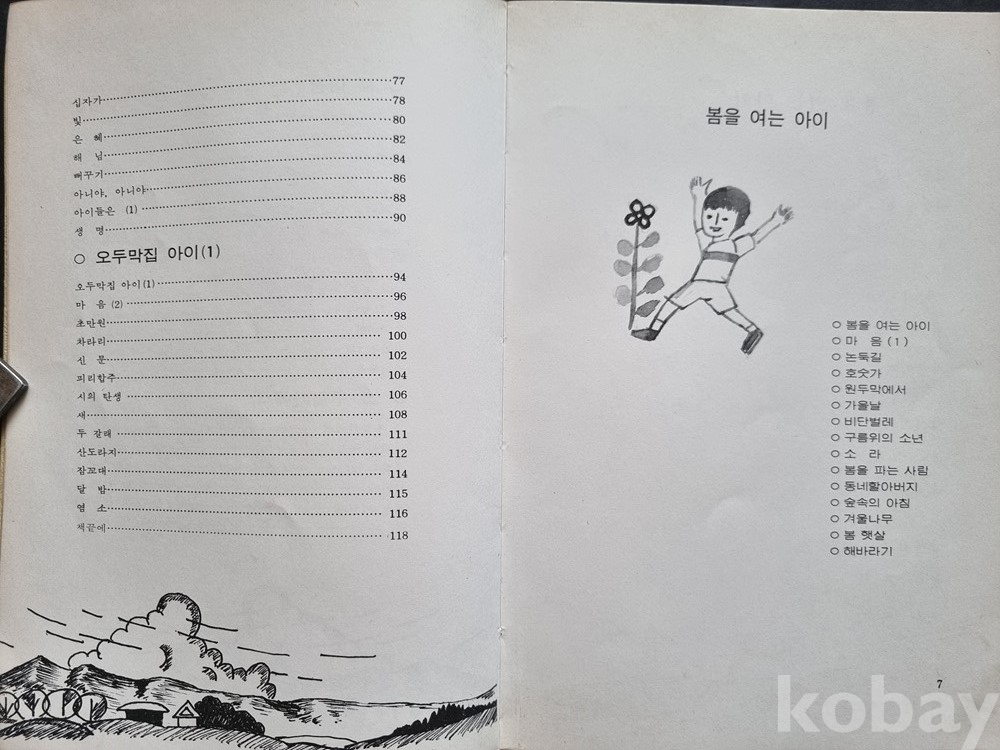 십자가 77
빛 78
은 혜 80
해 님 82
뻐꾸기 84
아니야, 아니야 86
아이들은 (1) 88
생 명 90
○ 오두막집 아이(1)
오두막집 아이(1) 94
마 음 (2) 96
초만원 98
차라리 100
신 문 102
피리합주 104
시의 탄생 106
새 108
두 갈래 111
산도라지 112
잠꼬대 114
달 밤 115
염 소 116
책끝에 118
봄을 여는 아이
○ 봄을 여는 아이
○ 마 음 (1)
○ 논둑길
○ 호숫가
○ 원두막에서
○ 가을날
○ 비단벌레
○ 구름위의 소년
○ 소 라
○ 봄을 파는 사람
○ 동네할아버지
○ 숲속의 아침
○ 겨울나무
○ 봄 햇살
○ 해바라기
7
kobay